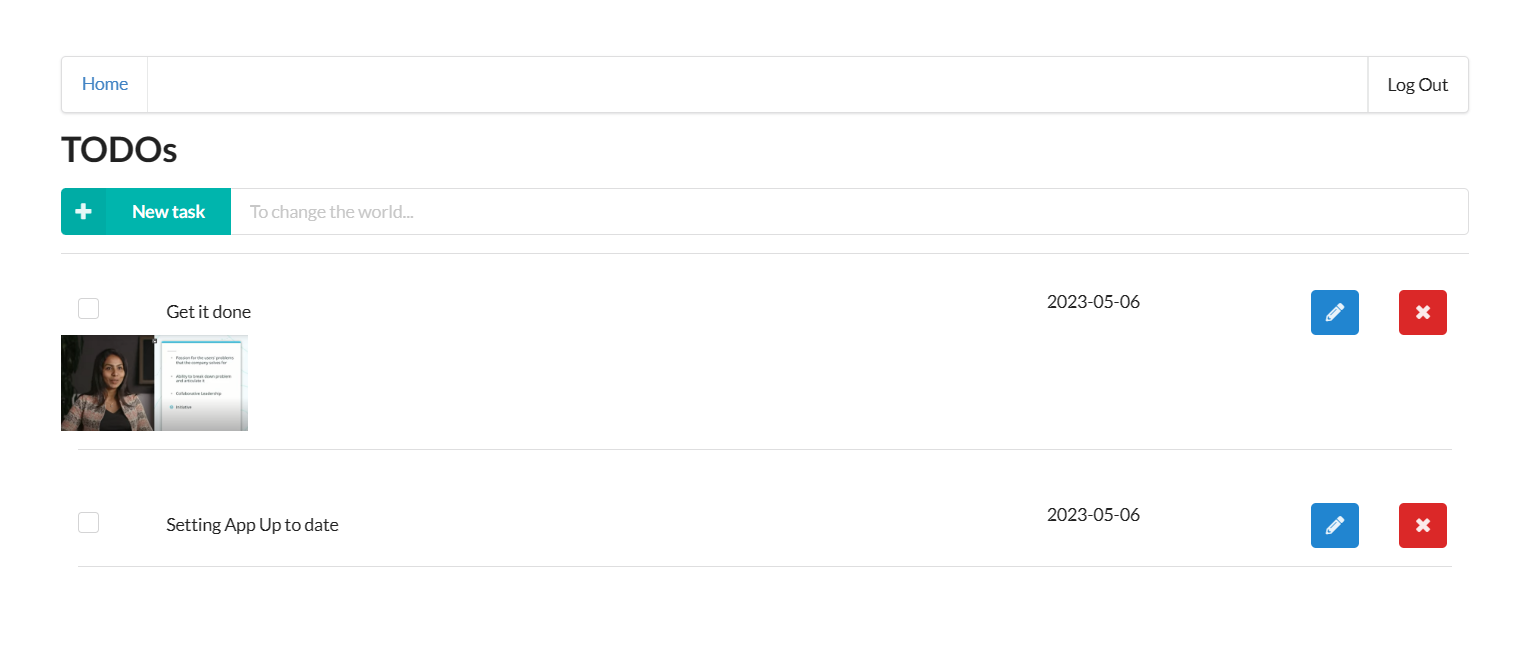 Home
Log Out
TODOs
New task
To change the world...
Get it done
2023-05-06
Passion for the users' problems
that the company solves for
Ability to break down problem
and articulate it
Collaborative Leadership
Initiative
Setting App Up to date
2023-05-06